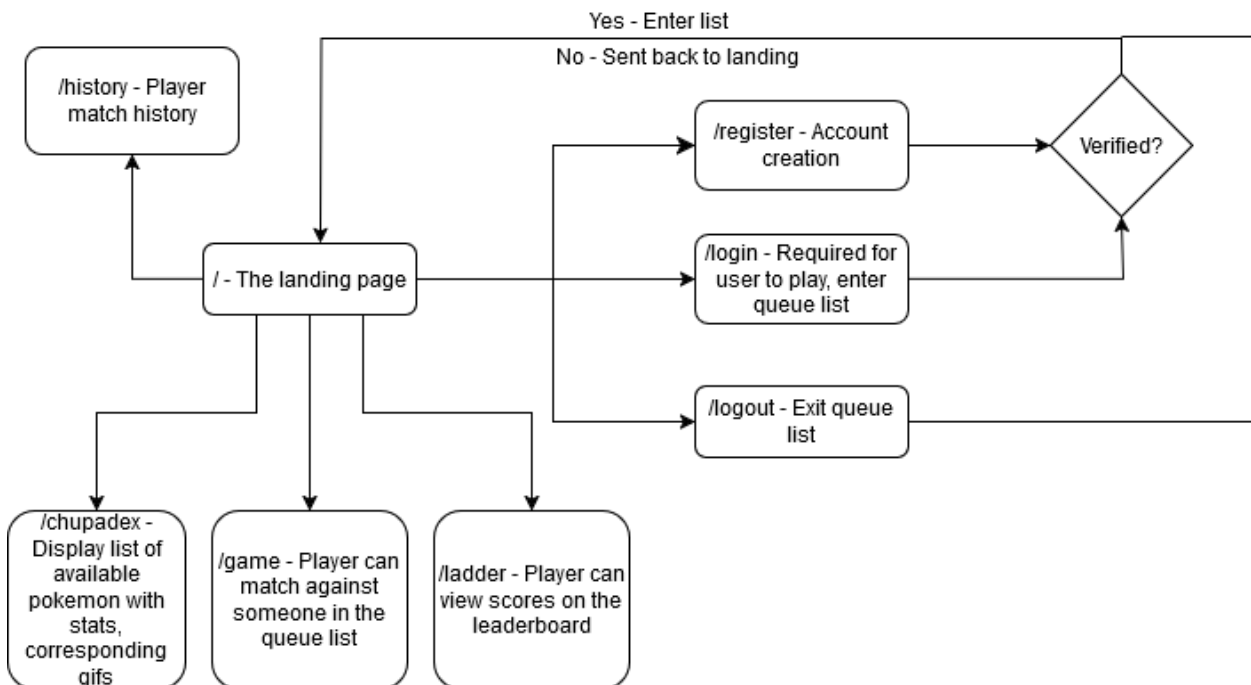 Yes - Enter list
No - Sent back to landing
/history - Player
match history
/register - Account
creation
Verified?
/ - The landing page
/login - Required for
user to play, enter
queue list
/logout - Exit queue
list
/chupadex -
Display list of
available
pokemon with
stats,
corresponding
gifs
/game - Player can
match against
someone in the
queue list
/ladder - Player can
view scores on the
leaderboard